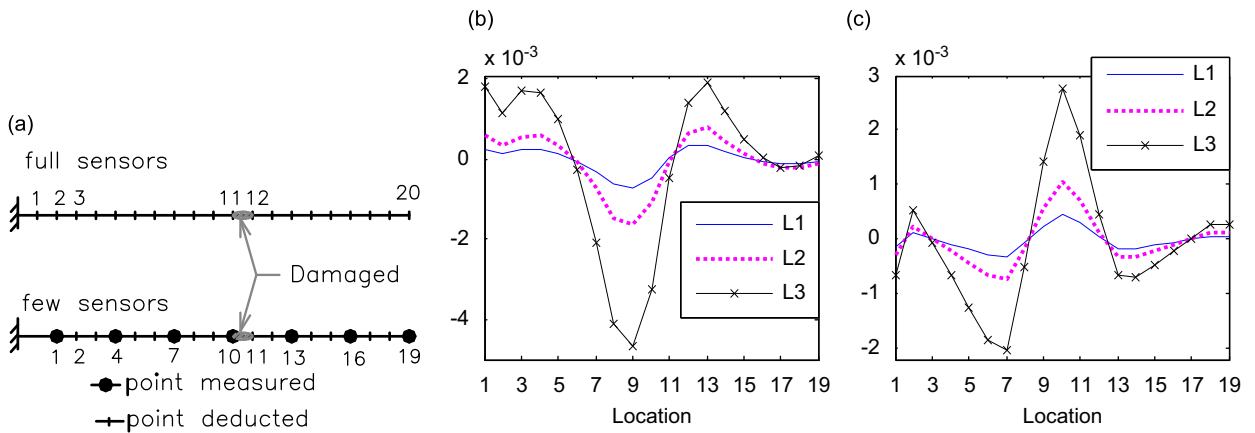 (a)
full sensors
1 2 3 11 12 20
Damaged
few sensors
1 2 4 7 10 11 13 16 19
point measured
point deducted
(b)
x 10-3
2
0
-2
-4
1 3 5 7 9 11 13 15 17 19
Location
L1
L2
L3
(c)
x 10-3
3
2
1
0
-1
-2
1 3 5 7 9 11 13 15 17 19
Location
L1
L2
L3